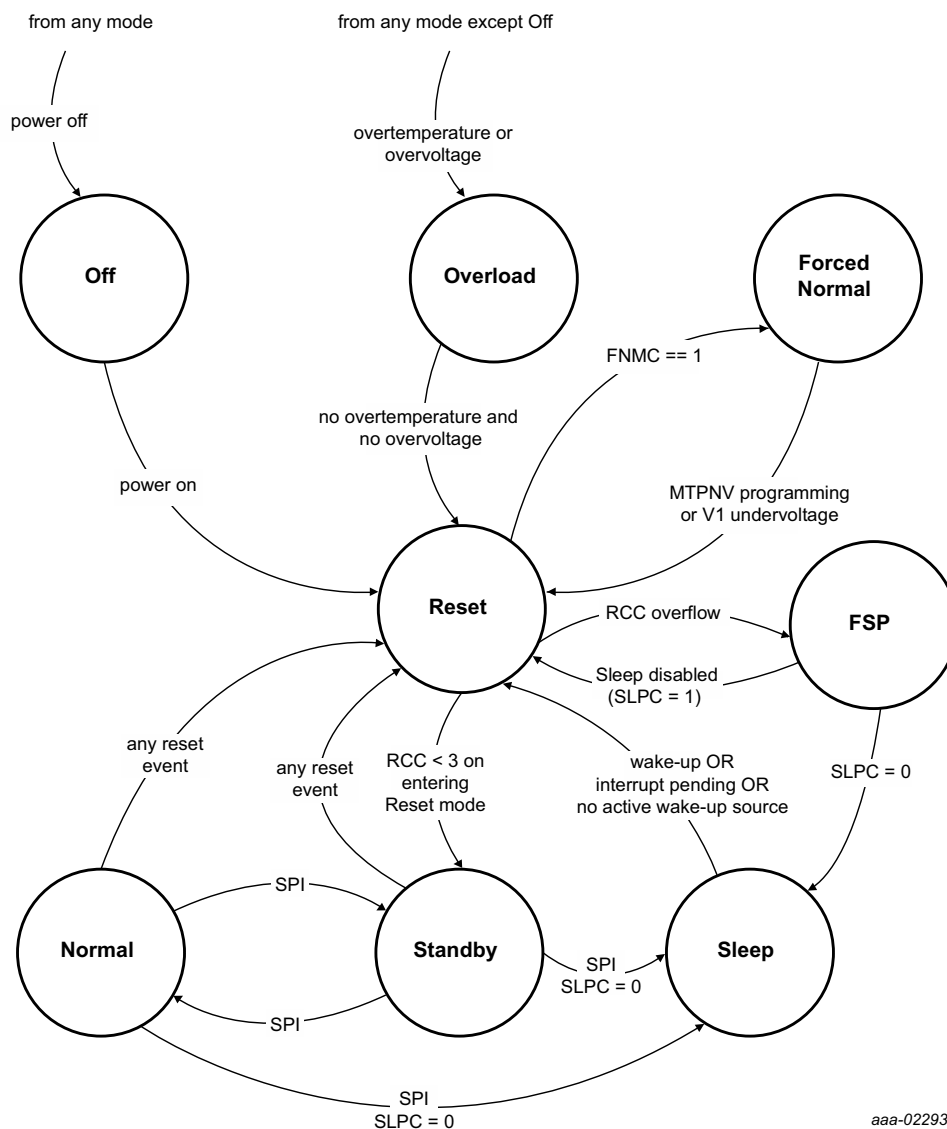 from any mode
from any mode except Off
power off
overtemperature or
overvoltage
Off
Overload
Forced
Normal
FNMC == 1
no overtemperature and
no overvoltage
power on
MTPNV programming
or V1 undervoltage
Reset
RCC overflow
FSP
Sleep disabled
(SLPC = 1)
any reset
event
any reset
event
RCC < 3 on
entering
Reset mode
wake-up OR
interrupt pending OR
no active wake-up source
SLPC = 0
SPI
Normal
Standby
Sleep
SPI
SLPC = 0
SPI
SPI
SLPC = 0
aaa-02293